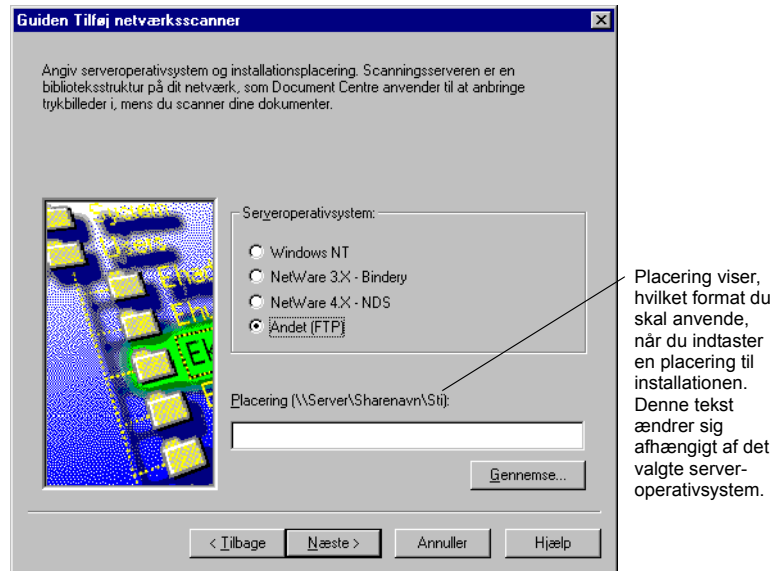 Guiden Tilføj netværksscanner
Angiv serveroperativsystem og installationsplacering. Scanningsserveren er en
biblioteksstruktur på dit netværk, som Document Centre anvender til at anbringe
trykbilleder i, mens du scanner dine dokumenter.
System
Users
Serveroperativsystem:
Windows NT
NetWare 3.X - Bindery
NetWare 4.X - NDS
Andet (FTP)
Placering (\\Server\Sharenavn\Sti):
Gennemse...
< Tilbage
Næste >
Annuller
Hjælp
Placering viser,
hvilket format du
skal anvende,
når du indtaster
en placering til
installationen.
Denne tekst
ændrer sig
afhængigt af det
valgte server-
operativsystem.